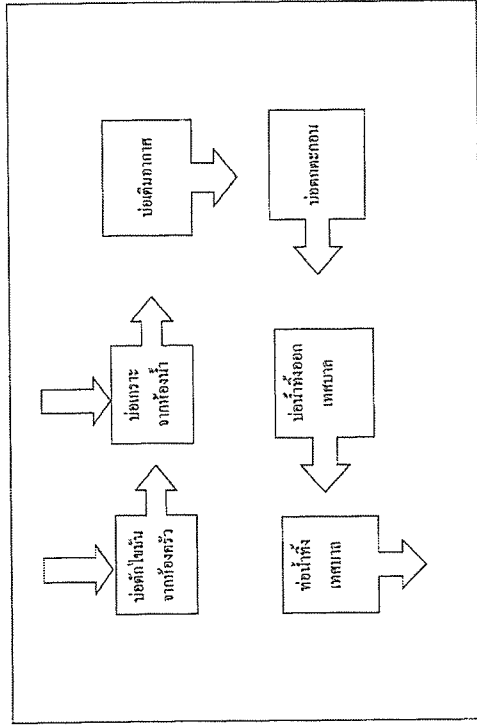 บ่อดักไขมัน
จากห้องครัว
บ่อเกรอะ
จากห้องน้ำ
บ่อเติมอากาศ
บ่อตกตะกอน
บ่อน้ำทิ้งออก
เทศบาล
ท่อน้ำทิ้ง
เทศบาล